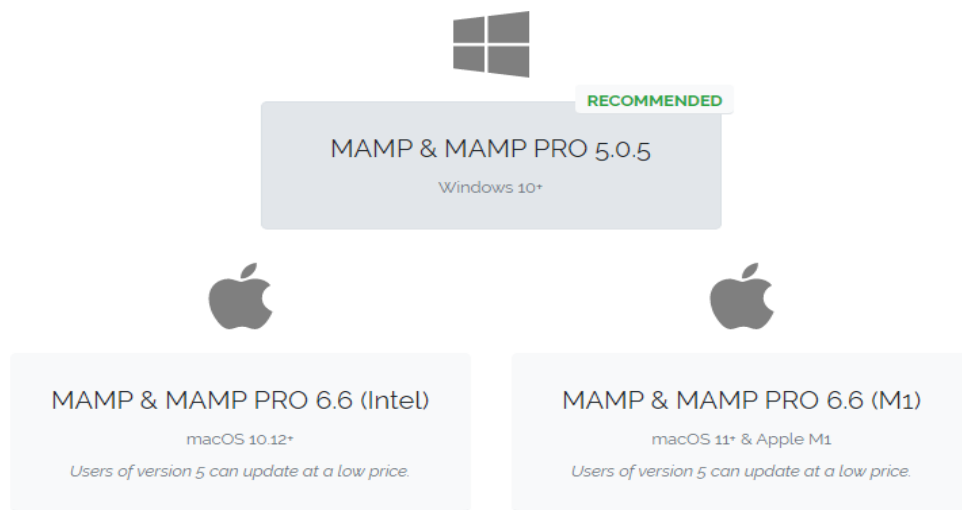 RECOMMENDED
MAMP & MAMP PRO 5.0.5
Windows 10+
MAMP & MAMP PRO 6.6 (Intel)
macOS 10.12+
Users of version 5 can update at a low price.
MAMP & MAMP PRO 6.6 (M1)
macOS 11+ & Apple M1
Users of version 5 can update at a low price.